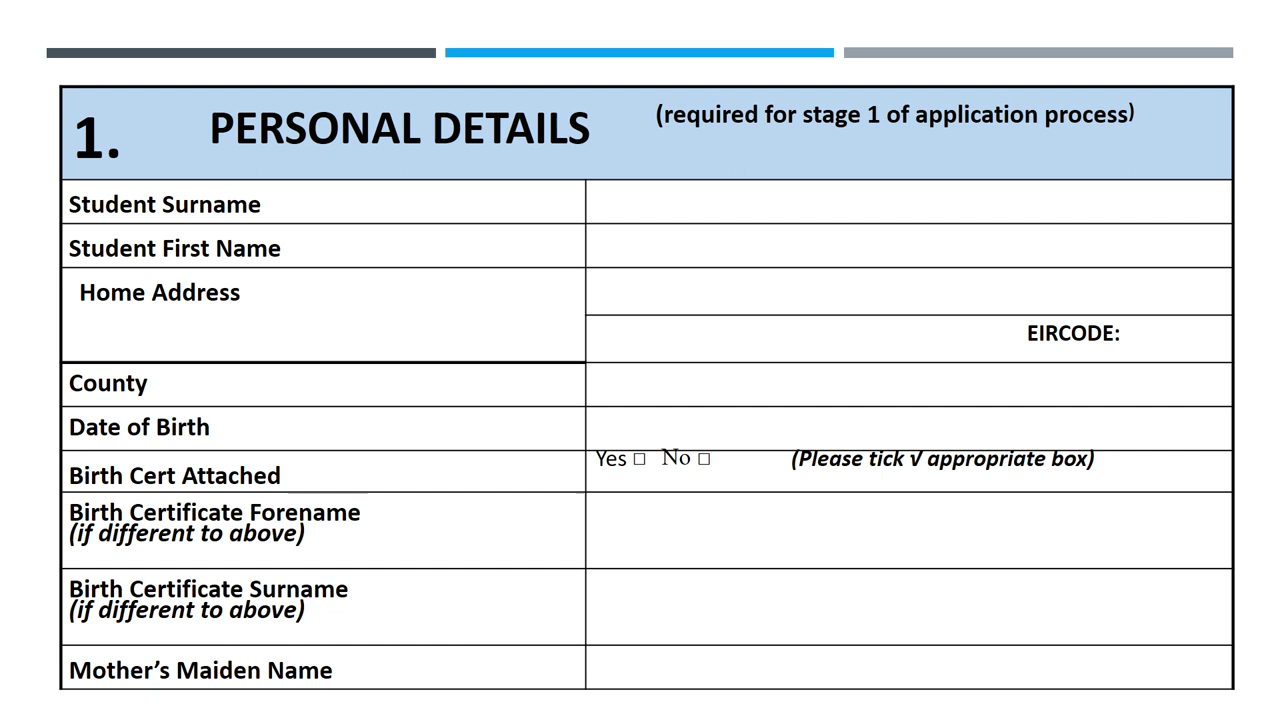 1. PERSONAL DETAILS (required for stage 1 of application process)
Student Surname
Student First Name
Home Address
EIRCODE:
County
Date of Birth
Birth Cert Attached Yes □ No □ (Please tick √ appropriate box)
Birth Certificate Forename
(if different to above)
Birth Certificate Surname
(if different to above)
Mother’s Maiden Name